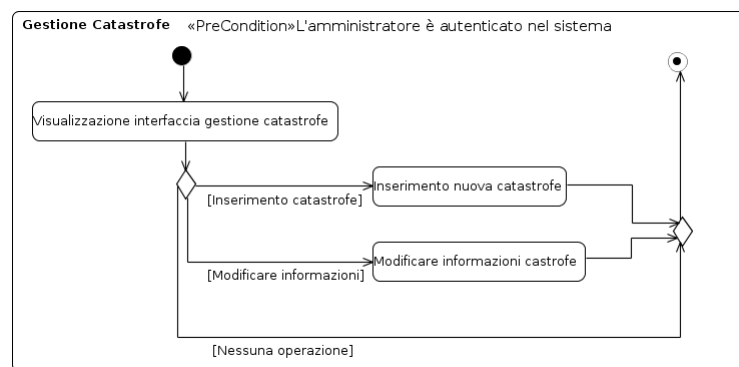 Gestione Catastrofe «PreCondition»L'amministratore è autenticato nel sistema
Visualizzazione interfaccia gestione catastrofe
Inserimento nuova catastrofe
[Inserimento catastrofe]
Modificare informazioni castrofe
[Modificare informazioni]
[Nessuna operazione]